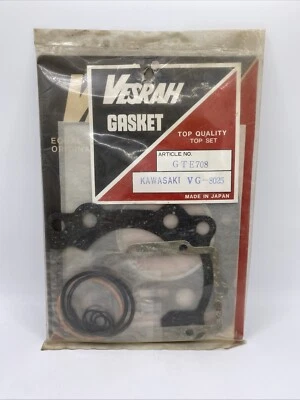 VESRAH
GASKET
TOP QUALITY
TOP SET
ARTICLE NO.
GTE708
KAWASAKI VG-8025
MADE IN JAPAN